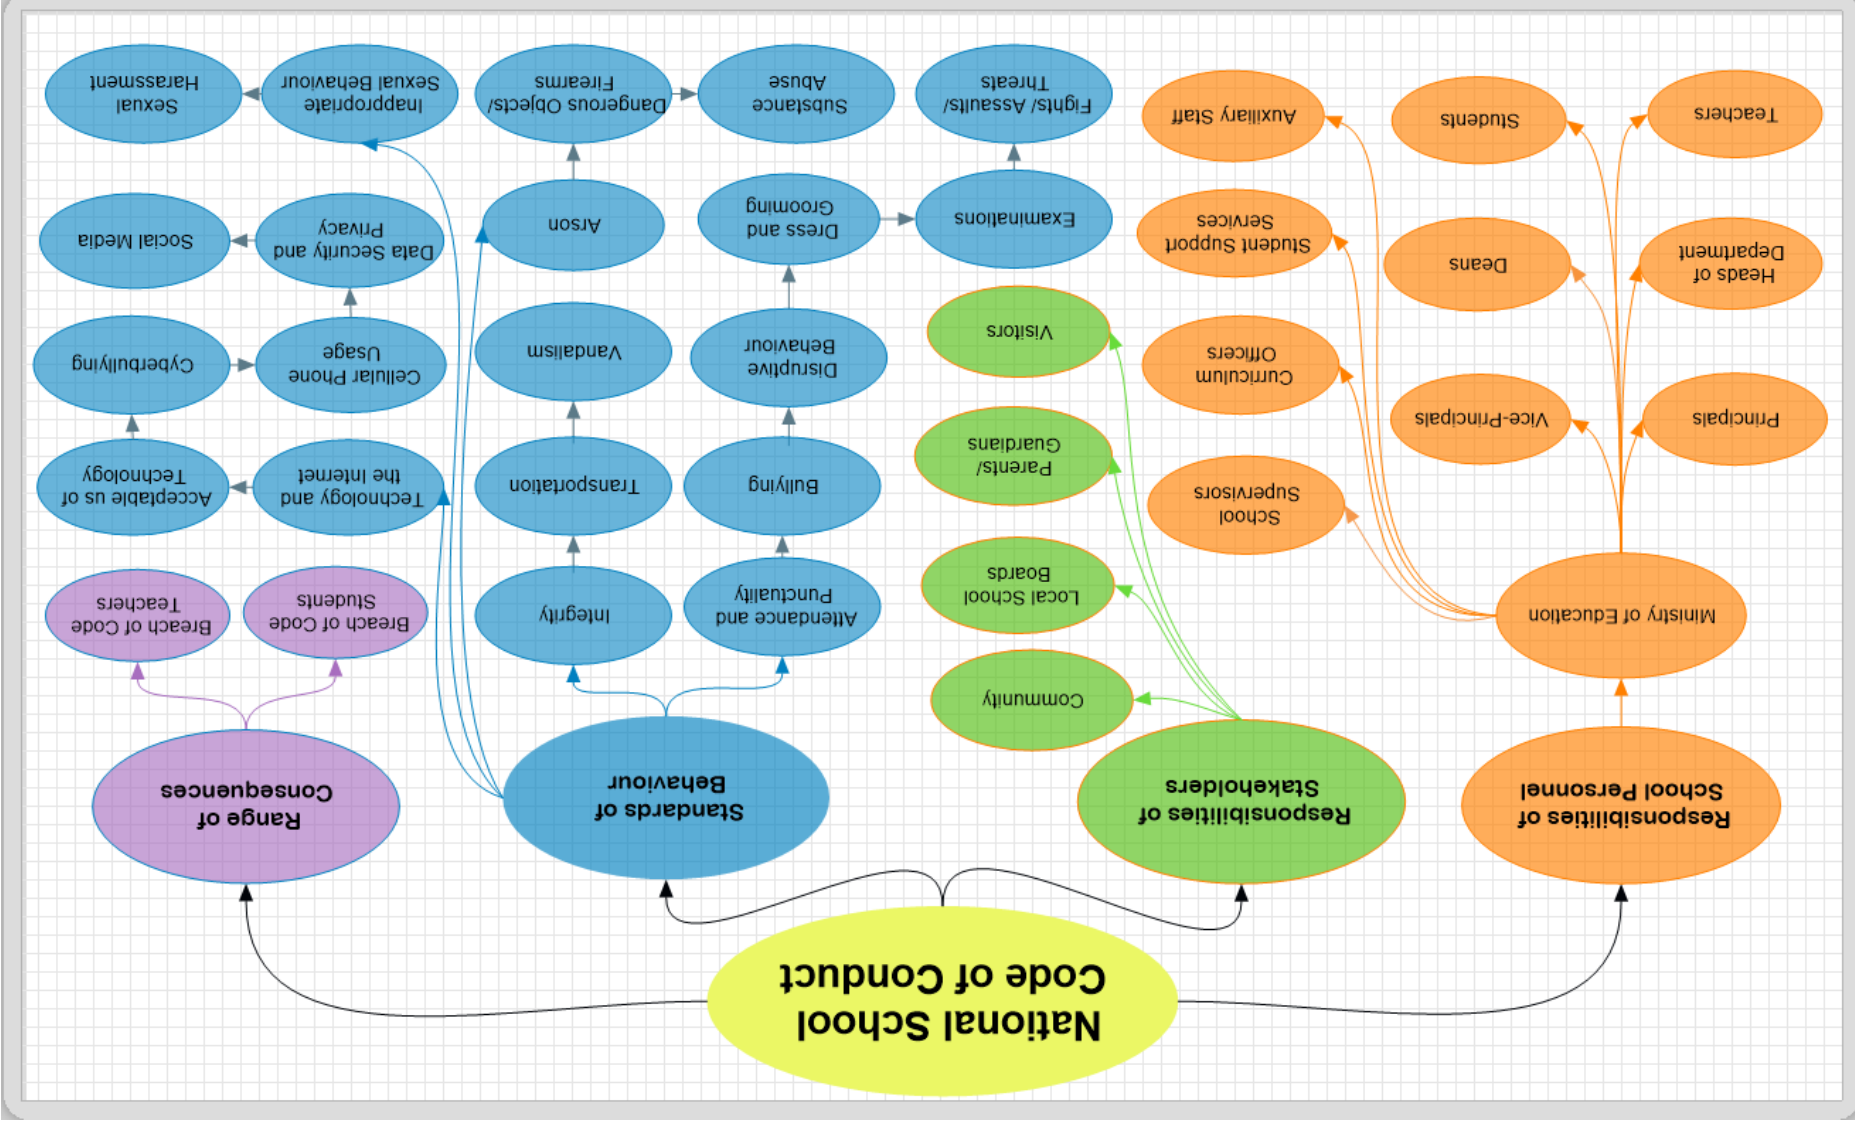 National School
Code of Conduct
Responsibilities of
School Personnel
Responsibilities of
Stakeholders
Standards of
Behaviour
Range of
Consequences
Ministry of Education
Principals
Vice-Principals
Heads of
Department
Deans
Teachers
Students
School
Supervisors
Curriculum
Officers
Student Support
Services
Auxiliary Staff
Community
Local School
Boards
Parents/
Guardians
Visitors
Attendance and
Punctuality
Bullying
Disruptive
Behaviour
Dress and
Grooming
Examinations
Fights/ Assaults/
Threats
Integrity
Transportation
Vandalism
Arson
Dangerous Objects/
Firearms
Substance
Abuse
Breach of Code
Students
Breach of Code
Teachers
Technology and
the Internet
Acceptable us of
Technology
Cyberbullying
Cellular Phone
Usage
Data Security and
Privacy
Social Media
Inappropriate
Sexual Behaviour
Sexual
Harassment